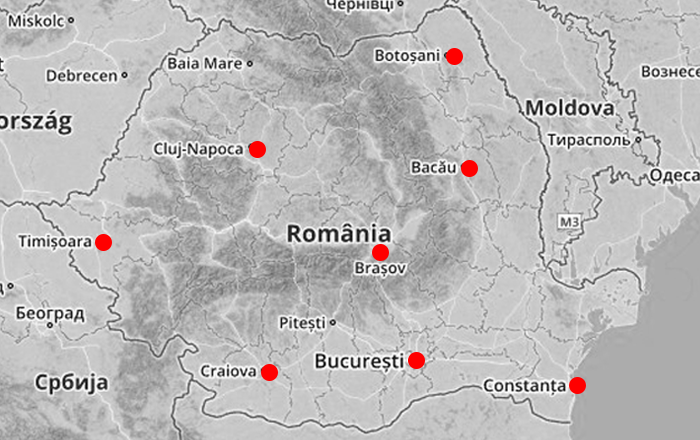 Чернівці
Miskolc
Botoșani
Baia Mare
Debrecen
Вознесе
Moldova
ország
Тирасполь
Cluj-Napoca
Bacău
Одеса
M3
România
Timișoara
Brașov
Београд
Pitești
București
Craiova
Србија
Constanța